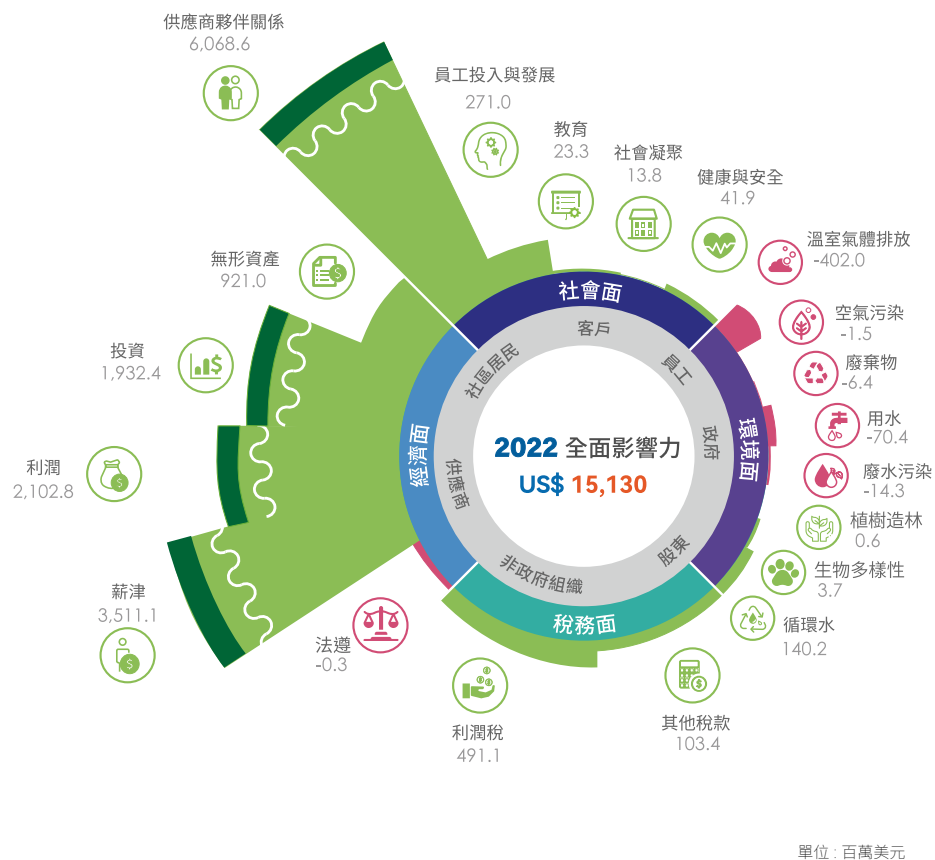 供應商夥伴關係
6,068.6
員工投入與發展
271.0
教育
23.3
社會凝聚
13.8
健康與安全
41.9
溫室氣體排放
-402.0
空氣污染
-1.5
廢棄物
-6.4
用水
-70.4
廢水污染
-14.3
植樹造林
0.6
生物多樣性
3.7
循環水
140.2
其他稅款
103.4
利潤稅
491.1
法遵
-0.3
薪津
3,511.1
利潤
2,102.8
投資
1,932.4
無形資產
921.0
社會面
環境面
稅務面
經濟面
客戶
員工
政府
股東
非政府組織
供應商
社區居民
2022 全面影響力
US$ 15,130
單位 : 百萬美元